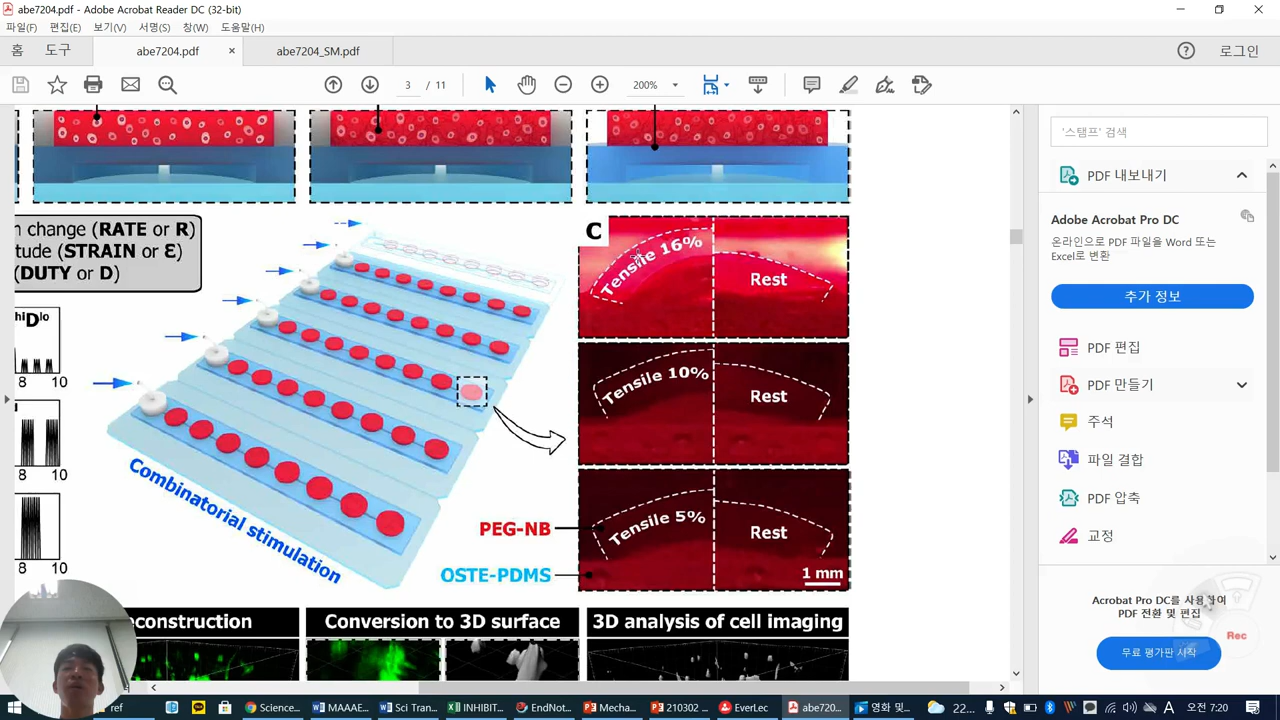 abe7204.pdf - Adobe Acrobat Reader DC (32-bit)
파일(F) 편집(E) 보기(V) 서명(S) 창(W) 도움말(H)
홈 도구 abe7204.pdf × abe7204_SM.pdf 로그인
3 / 11 200%
'스탬프' 검색
PDF 내보내기
Adobe Acrobat Pro DC
온라인으로 PDF 파일을 Word 또는
Excel로 변환
추가 정보
PDF 편집
PDF 만들기
주석
파일 결합
PDF 압축
교정
Acrobat Pro DC를 사용하여
PDF 전환 및 편집
Rec
무료 평가판 시작
change (RATE or R)
(STRAIN or Ɛ)
(DUTY or D)
hiDlo
8 10
8 10
8 10
Combinatorial stimulation
C
Tensile 16% Rest
Tensile 10% Rest
Tensile 5% Rest
PEG-NB
OSTE-PDMS
1 mm
Conversion to 3D surface
3D analysis of cell imaging
ref
Science...
MAAAE...
Sci Tran...
INHIBIT...
EndNot...
Mecha...
210302 ...
EverLec
abe720...
영화 및...
22...
A
오전 7:20